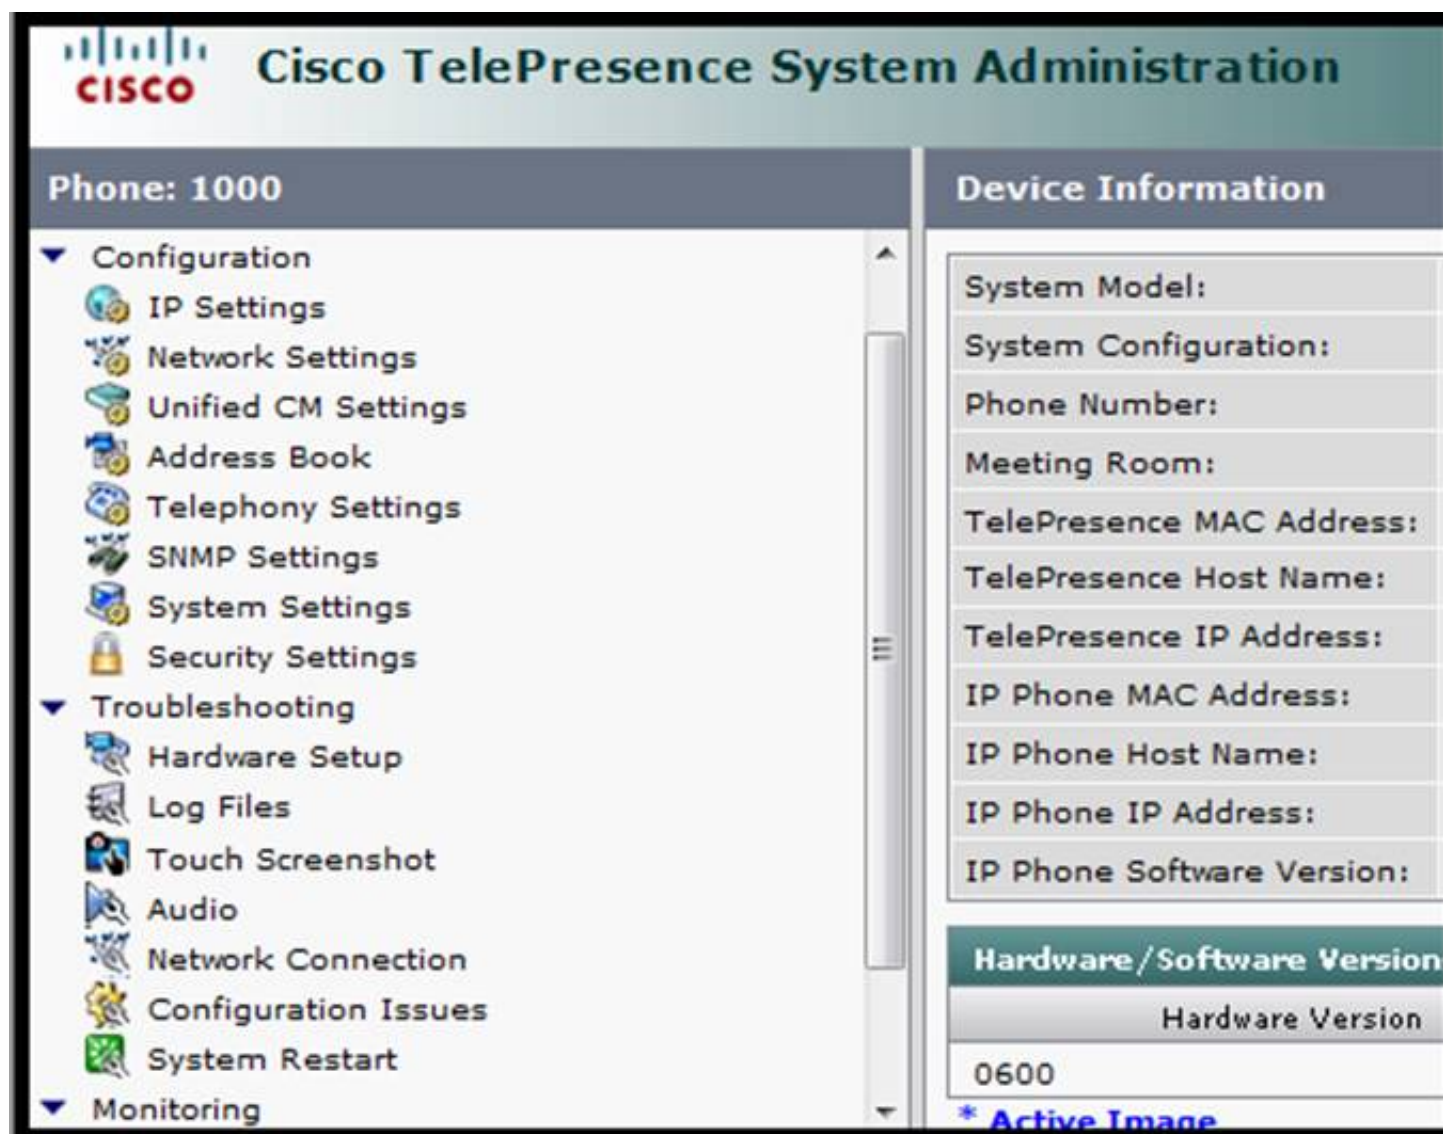 CISCO
Cisco TelePresence System Administration
Phone: 1000
Configuration
IP Settings
Network Settings
Unified CM Settings
Address Book
Telephony Settings
SNMP Settings
System Settings
Security Settings
Troubleshooting
Hardware Setup
Log Files
Touch Screenshot
Audio
Network Connection
Configuration Issues
System Restart
Monitoring
Device Information
System Model:
System Configuration:
Phone Number:
Meeting Room:
TelePresence MAC Address:
TelePresence Host Name:
TelePresence IP Address:
IP Phone MAC Address:
IP Phone Host Name:
IP Phone IP Address:
IP Phone Software Version:
Hardware/Software Version
Hardware Version
0600
* Active Image